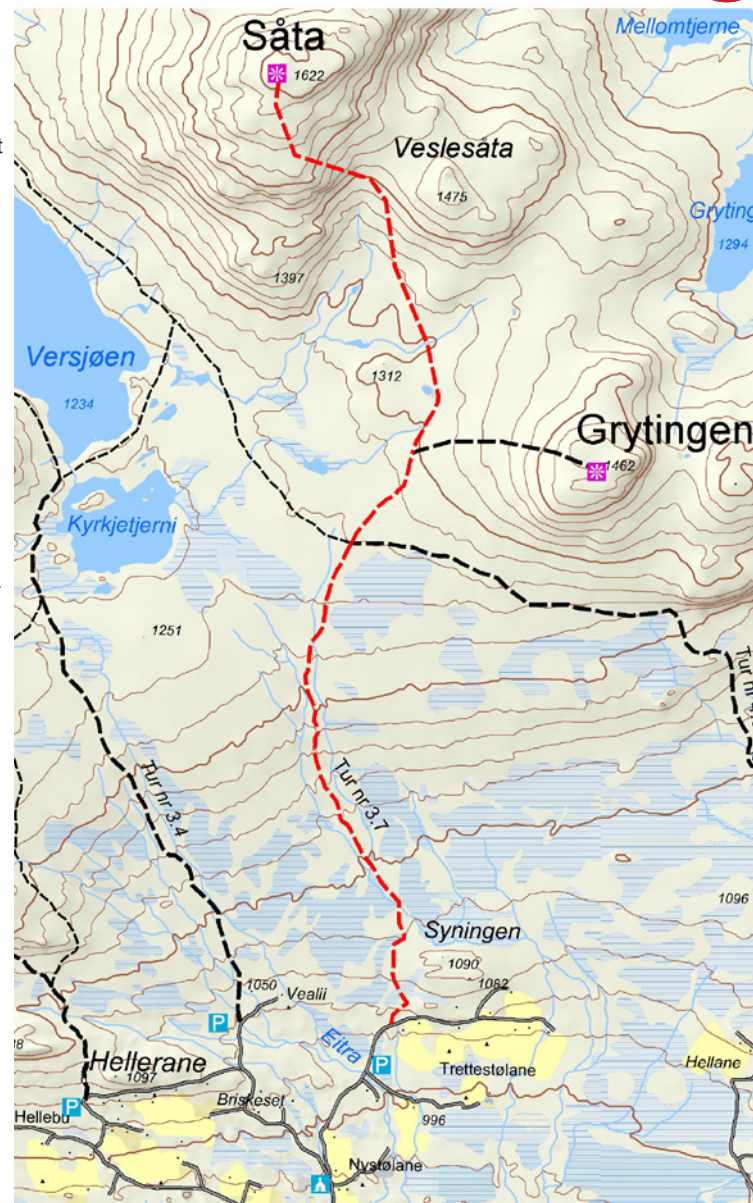 Mellomtjerne
Såta
1622
t
Veslesåta
1475
Gryting
1294
1397
Versjøen
1234
1312
Grytingen
1462
Kyrkjetjerni
1251
Tur nr
Tur nr 3.4
Tur nr 3.7
1096
Syningen
1090
1082
1050
Vealii
P
Eitra
P
Hellerane
Trettestølane
Hellane
1097
Briskeset
P
Hellebu
996
Nystølane